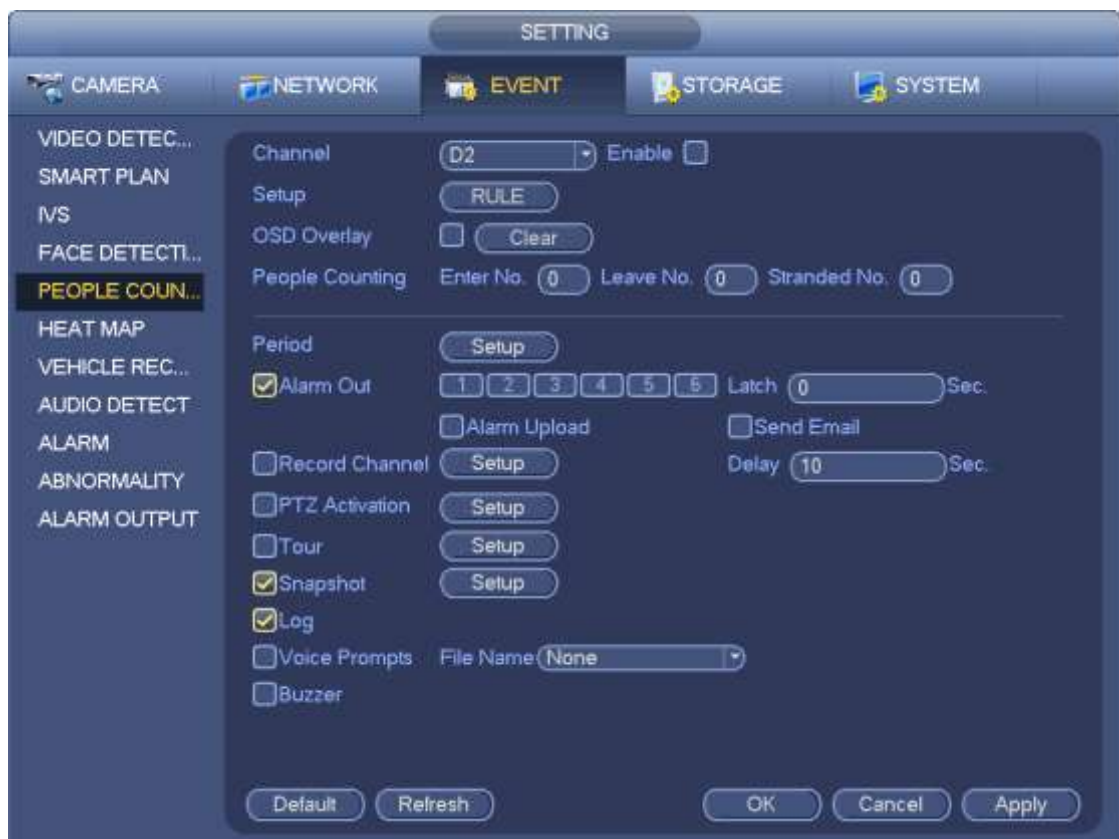 SETTING
CAMERA NETWORK EVENT STORAGE SYSTEM
VIDEO DETEC...
SMART PLAN
IVS
FACE DETECTI...
PEOPLE COUN...
HEAT MAP
VEHICLE REC...
AUDIO DETECT
ALARM
ABNORMALITY
ALARM OUTPUT
Channel D2 Enable
Setup RULE
OSD Overlay Clear
People Counting Enter No. 0 Leave No. 0 Stranded No. 0
Period Setup
Alarm Out 1 2 3 4 5 6 Latch 0 Sec.
Alarm Upload Send Email
Record Channel Setup Delay 10 Sec.
PTZ Activation Setup
Tour Setup
Snapshot Setup
Log
Voice Prompts File Name None
Buzzer
Default Refresh OK Cancel Apply